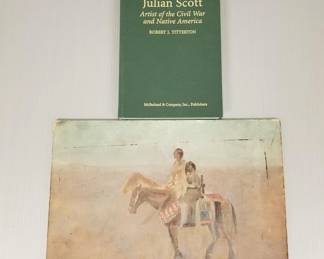 Julian Scott
Artist of the Civil War
and Native America
ROBERT J. TITTERTON
McFarland & Company, Inc., Publishers